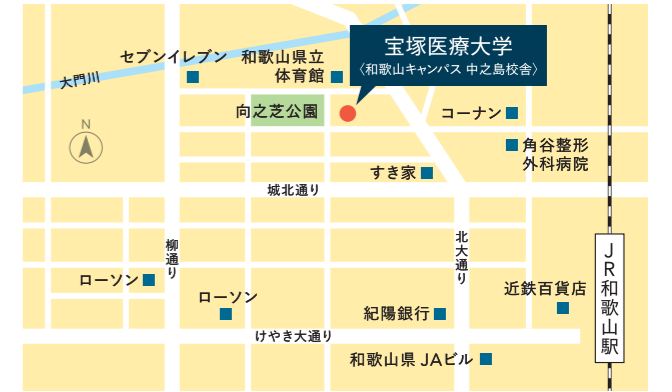 宝塚医療大学
〈和歌山キャンパス 中之島校舎〉
セブンイレブン
和歌山県立
体育館
大門川
向之芝公園
コーナン
N
角谷整形
外科病院
すき家
城北通り
柳通り
北大通り
JR和歌山駅
ローソン
ローソン
近鉄百貨店
紀陽銀行
けやき大通り
和歌山県 JAビル